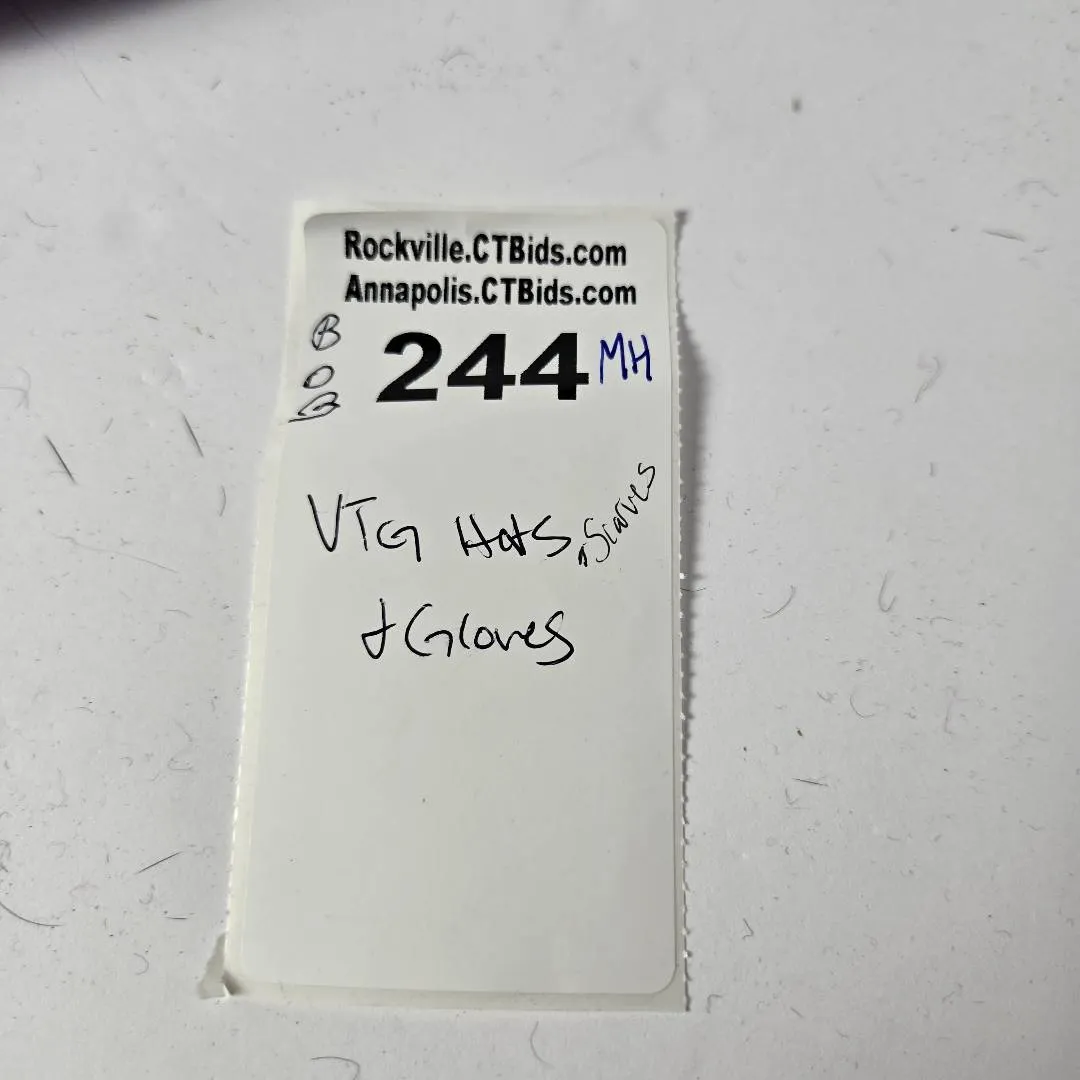 Rockville.CTBids.com
Annapolis.CTBids.com
B
O
244 MH
VTG Hats, Scarves
+ Gloves